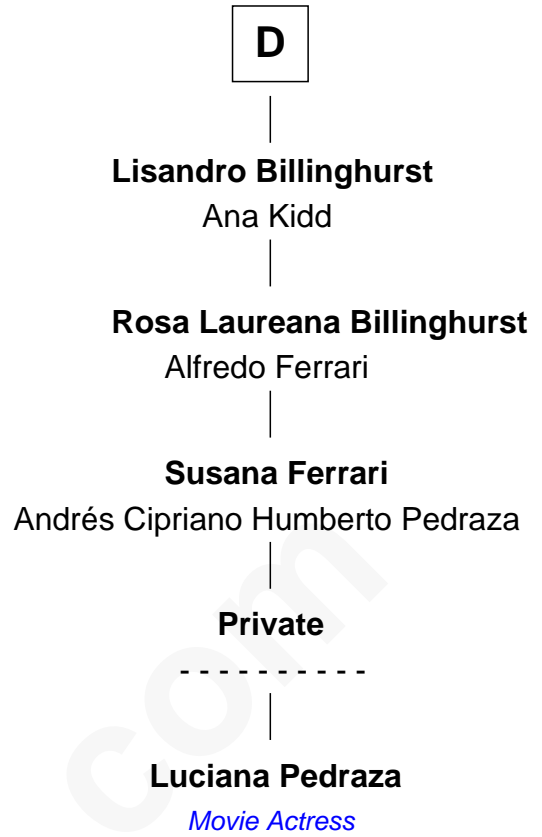 D
Lisandro Billinghurst
Ana Kidd
Rosa Laureana Billinghurst
Alfredo Ferrari
Susana Ferrari
Andrés Cipriano Humberto Pedraza
Private
- - - - - - - - - -
Luciana Pedraza
Movie Actress
com